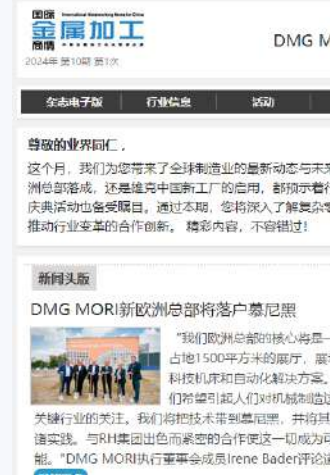 国际 International Metalworking News for China
金属加工
商情
DMG M
2024年 第10期 第1次
杂志电子版 行业信息 活动
尊敬的业界同仁，
这个月，我们为您带来了全球制造业的最新动态与未来
洲总部落成，还是雄克中国新工厂的启用，都预示着行
庆典活动也备受瞩目。通过本期，您将深入了解复杂零
推动行业变革的合作创新。 精彩内容，不容错过！
新闻头版
DMG MORI新欧洲总部将落户慕尼黑
“我们欧洲总部的核心将是一
占地1500平方米的展厅，展
科技机床和自动化解决方案。
们希望引起人们对机械制造这
关键行业的关注。我们将把技术带到慕尼黑，并将其
谐实践。与RH集团出色而紧密的合作使这一切成为可
能。”DMG MORI执行董事会成员Irene Bader评论道